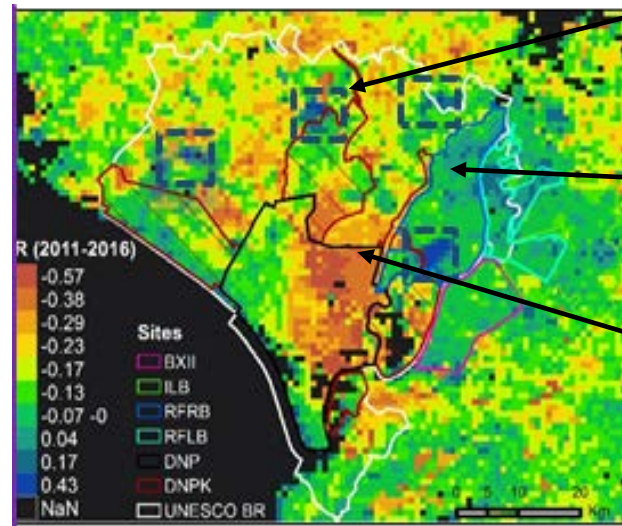 R (2011-2016)
-0.57
-0.38
-0.29
-0.23
-0.17
-0.13
-0.07 -0
0.04
0.17
0.43
NaN
Sites
BXII
ILB
RFRB
RFLB
DNP
DNPK
UNESCO BR
0 5 10 20
Km